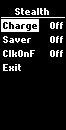 Stealth
Charge Off
Saver Off
ClkOnF Off
Exit